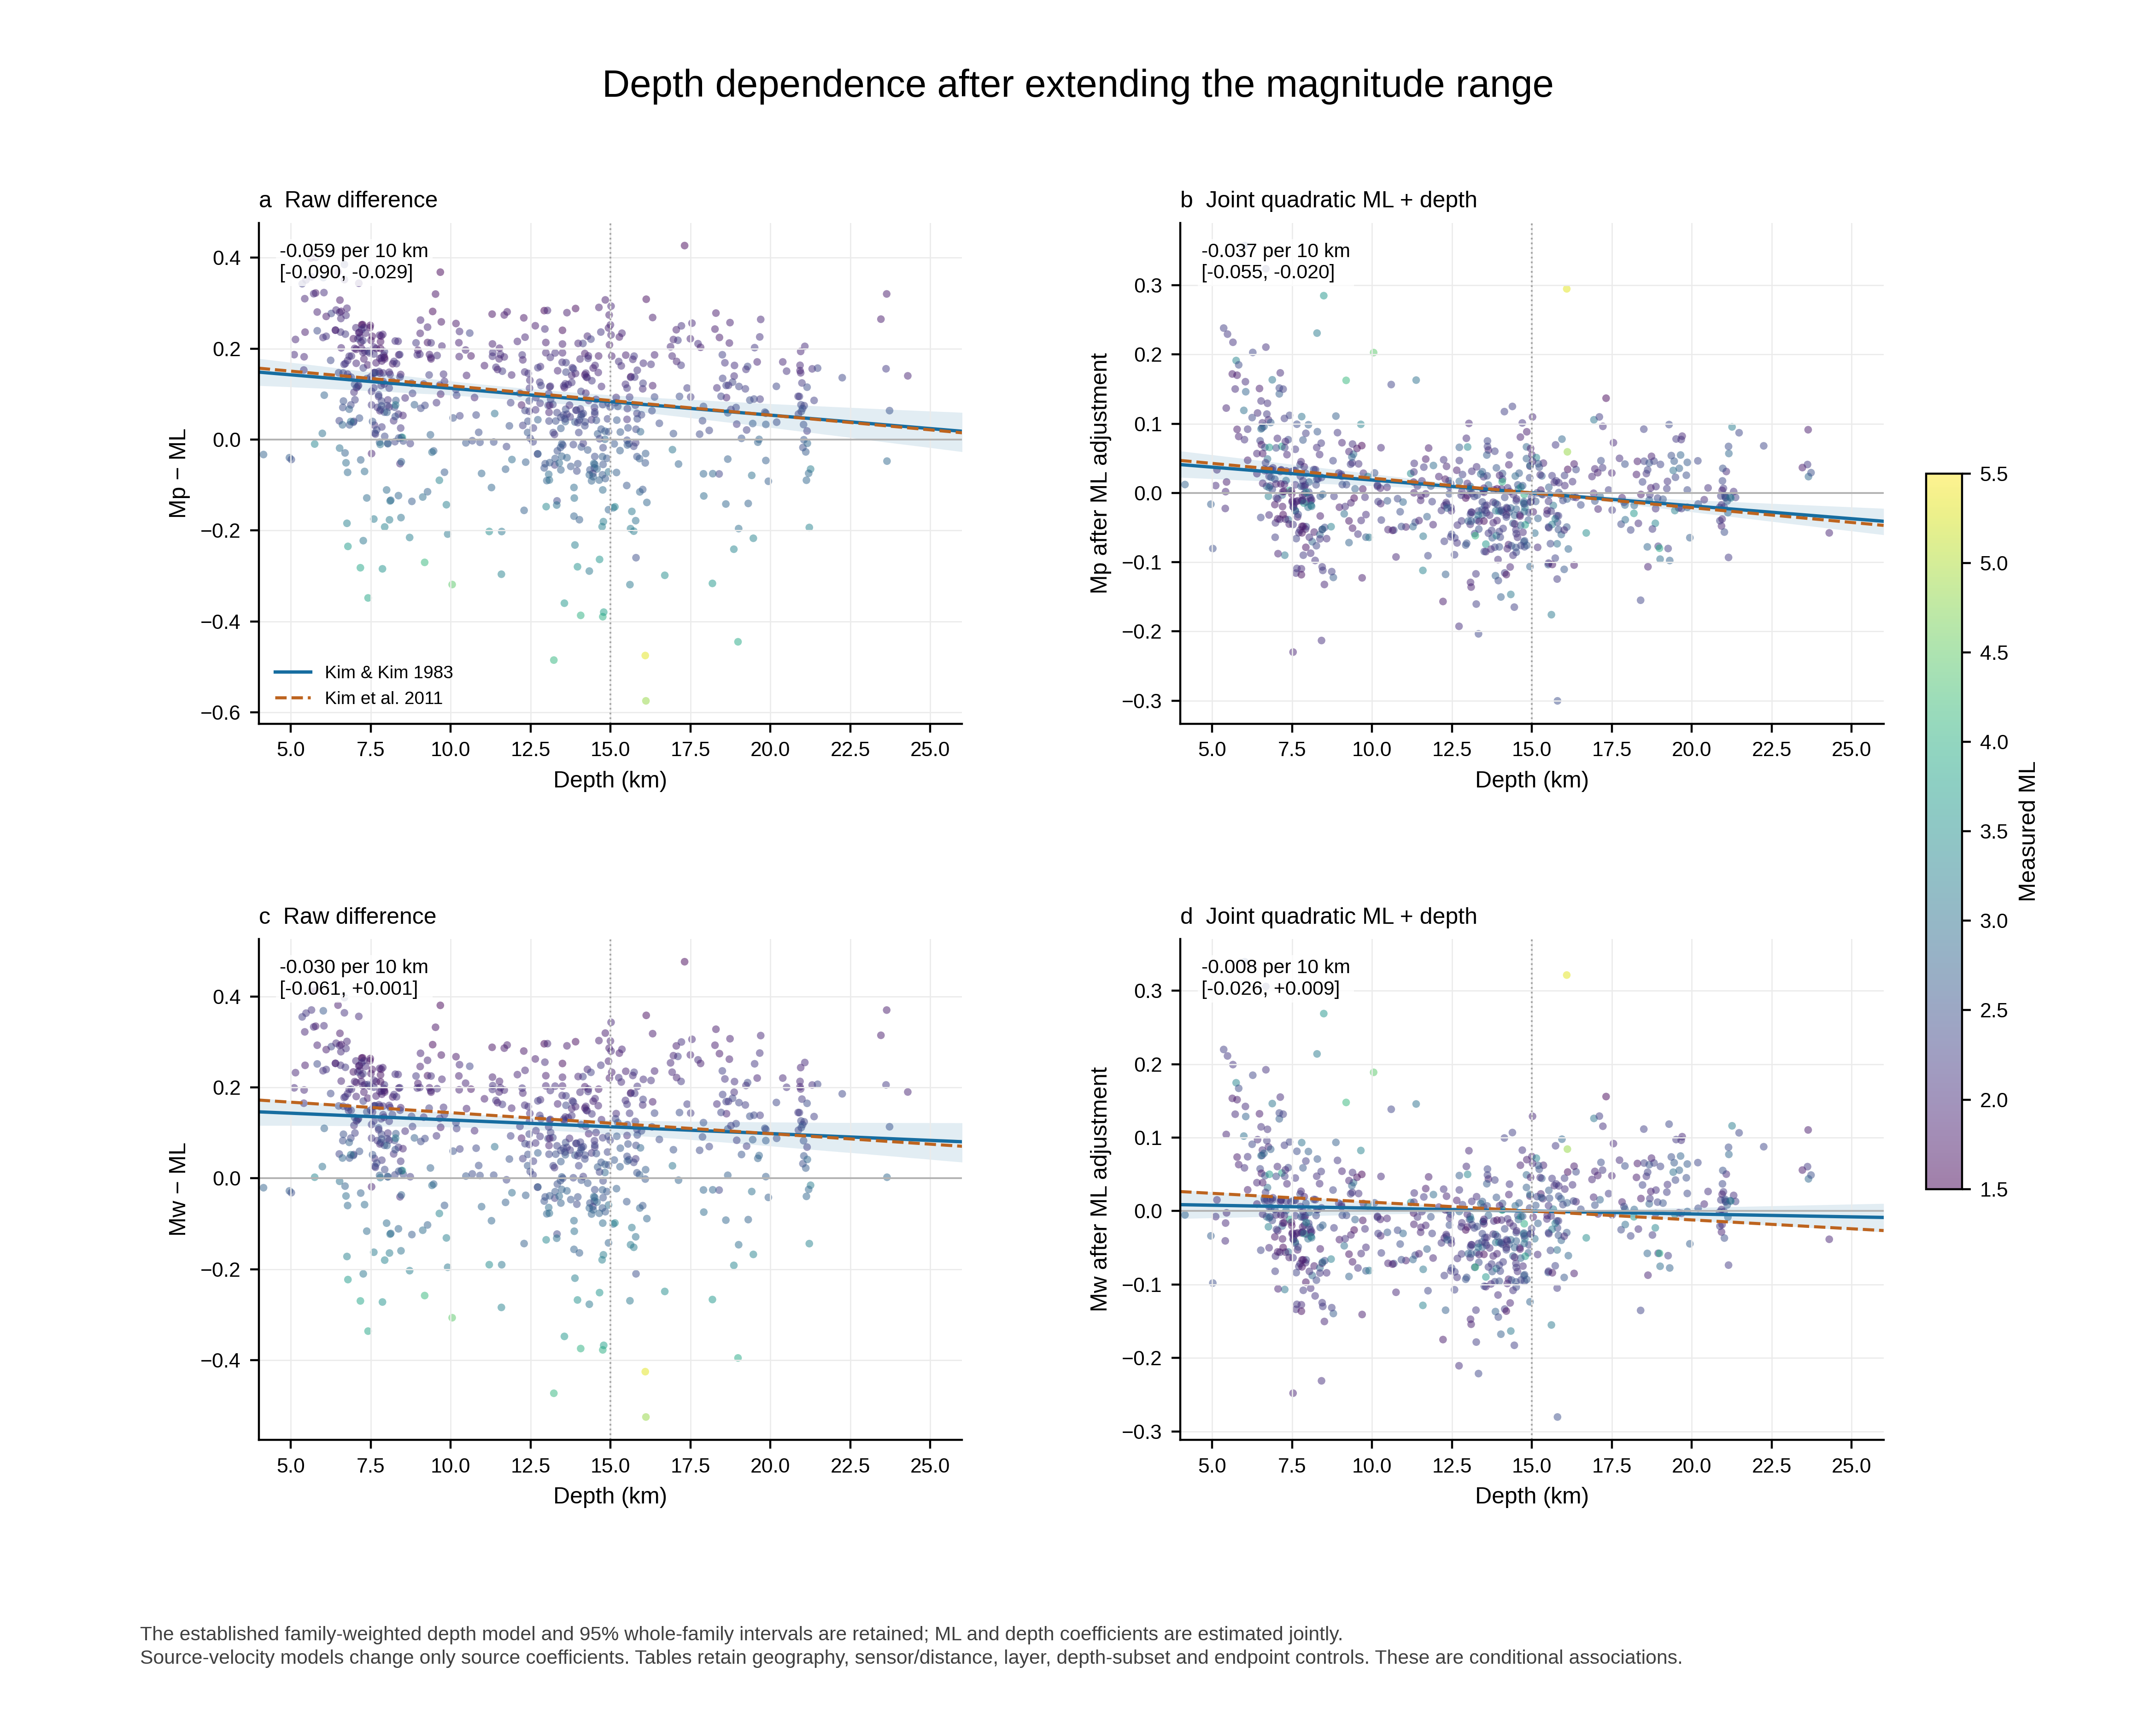 Depth dependence after extending the magnitude range
a Raw difference
-0.059 per 10 km
[-0.090, -0.029]
0.4
0.2
0.0
−0.2
−0.4
−0.6
Mp − ML
Kim & Kim 1983
Kim et al. 2011
5.0 7.5 10.0 12.5 15.0 17.5 20.0 22.5 25.0
Depth (km)
b Joint quadratic ML + depth
-0.037 per 10 km
[-0.055, -0.020]
0.3
0.2
0.1
0.0
−0.1
−0.2
−0.3
Mp after ML adjustment
5.0 7.5 10.0 12.5 15.0 17.5 20.0 22.5 25.0
Depth (km)
c Raw difference
-0.030 per 10 km
[-0.061, +0.001]
0.4
0.2
0.0
−0.2
−0.4
Mw − ML
5.0 7.5 10.0 12.5 15.0 17.5 20.0 22.5 25.0
Depth (km)
d Joint quadratic ML + depth
-0.008 per 10 km
[-0.026, +0.009]
0.3
0.2
0.1
0.0
−0.1
−0.2
−0.3
Mw after ML adjustment
5.0 7.5 10.0 12.5 15.0 17.5 20.0 22.5 25.0
Depth (km)
5.5
5.0
4.5
4.0
3.5
3.0
2.5
2.0
1.5
Measured ML
The established family-weighted depth model and 95% whole-family intervals are retained; ML and depth coefficients are estimated jointly.
Source-velocity models change only source coefficients. Tables retain geography, sensor/distance, layer, depth-subset and endpoint controls. These are conditional associations.